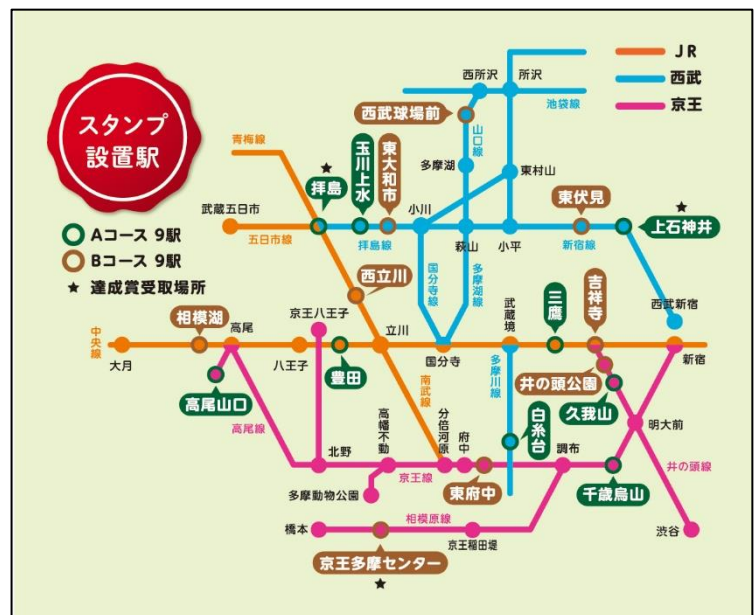 JR
西武
京王
スタンプ
設置駅
Aコース 9駅
Bコース 9駅
★ 達成賞受取場所
西所沢
所沢
池袋線
西武球場前
山口線
青梅線
★
拝島
玉川上水
東大和市
多摩湖
東村山
武蔵五日市
五日市線
拝島線
小川
萩山
小平
東伏見
新宿線
★
上石神井
国分寺線
多摩湖線
西立川
西武新宿
中央線
大月
相模湖
高尾
京王八王子
八王子
豊田
立川
国分寺
武蔵境
三鷹
吉祥寺
新宿
多摩川線
井の頭公園
久我山
高尾山口
高尾線
南武線
白糸台
明大前
北野
高幡不動
分倍河原
府中
調布
井の頭線
京王線
東府中
千歳烏山
多摩動物公園
相模原線
橋本
京王稲田堤
渋谷
京王多摩センター
★